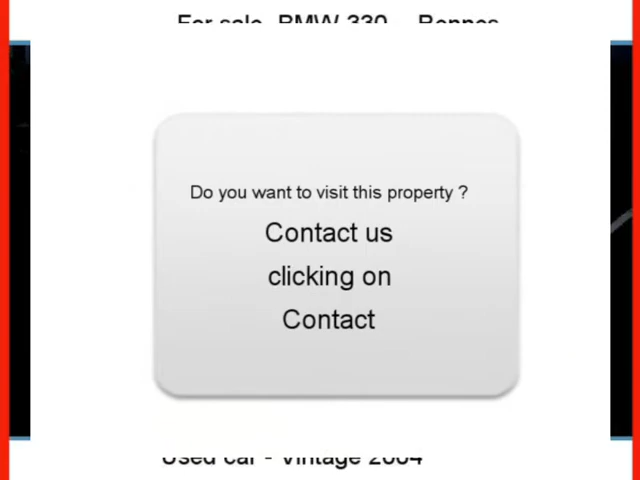 For sale BMW 330 - Rennes
Do you want to visit this property ?
Contact us
clicking on
Contact
Used car - Vintage 2004